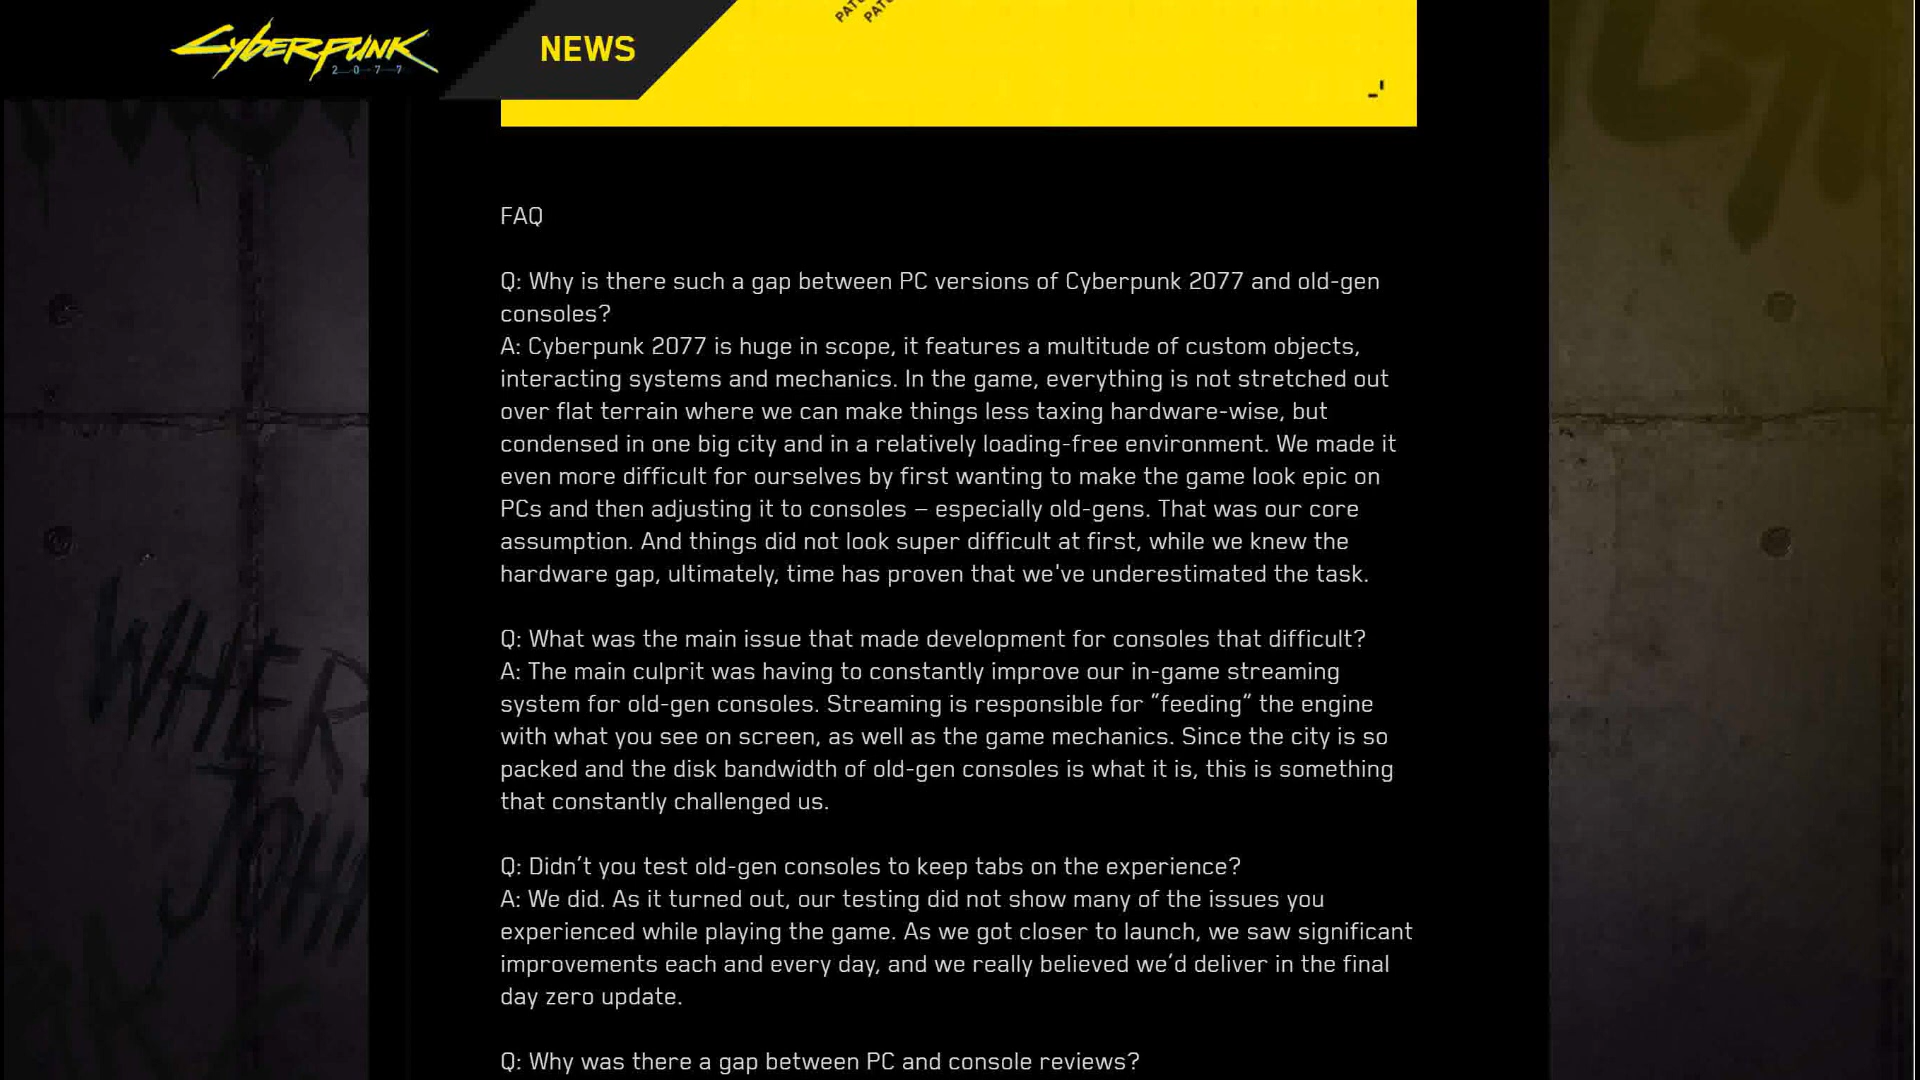 PATC
PATC
CYBERPUNK
2077
NEWS
FAQ
Q: Why is there such a gap between PC versions of Cyberpunk 2077 and old-gen
consoles?
A: Cyberpunk 2077 is huge in scope, it features a multitude of custom objects,
interacting systems and mechanics. In the game, everything is not stretched out
over flat terrain where we can make things less taxing hardware-wise, but
condensed in one big city and in a relatively loading-free environment. We made it
even more difficult for ourselves by first wanting to make the game look epic on
PCs and then adjusting it to consoles – especially old-gens. That was our core
assumption. And things did not look super difficult at first, while we knew the
hardware gap, ultimately, time has proven that we've underestimated the task.
Q: What was the main issue that made development for consoles that difficult?
A: The main culprit was having to constantly improve our in-game streaming
system for old-gen consoles. Streaming is responsible for “feeding” the engine
with what you see on screen, as well as the game mechanics. Since the city is so
packed and the disk bandwidth of old-gen consoles is what it is, this is something
that constantly challenged us.
Q: Didn’t you test old-gen consoles to keep tabs on the experience?
A: We did. As it turned out, our testing did not show many of the issues you
experienced while playing the game. As we got closer to launch, we saw significant
improvements each and every day, and we really believed we’d deliver in the final
day zero update.
Q: Why was there a gap between PC and console reviews?
WHER
JOHN